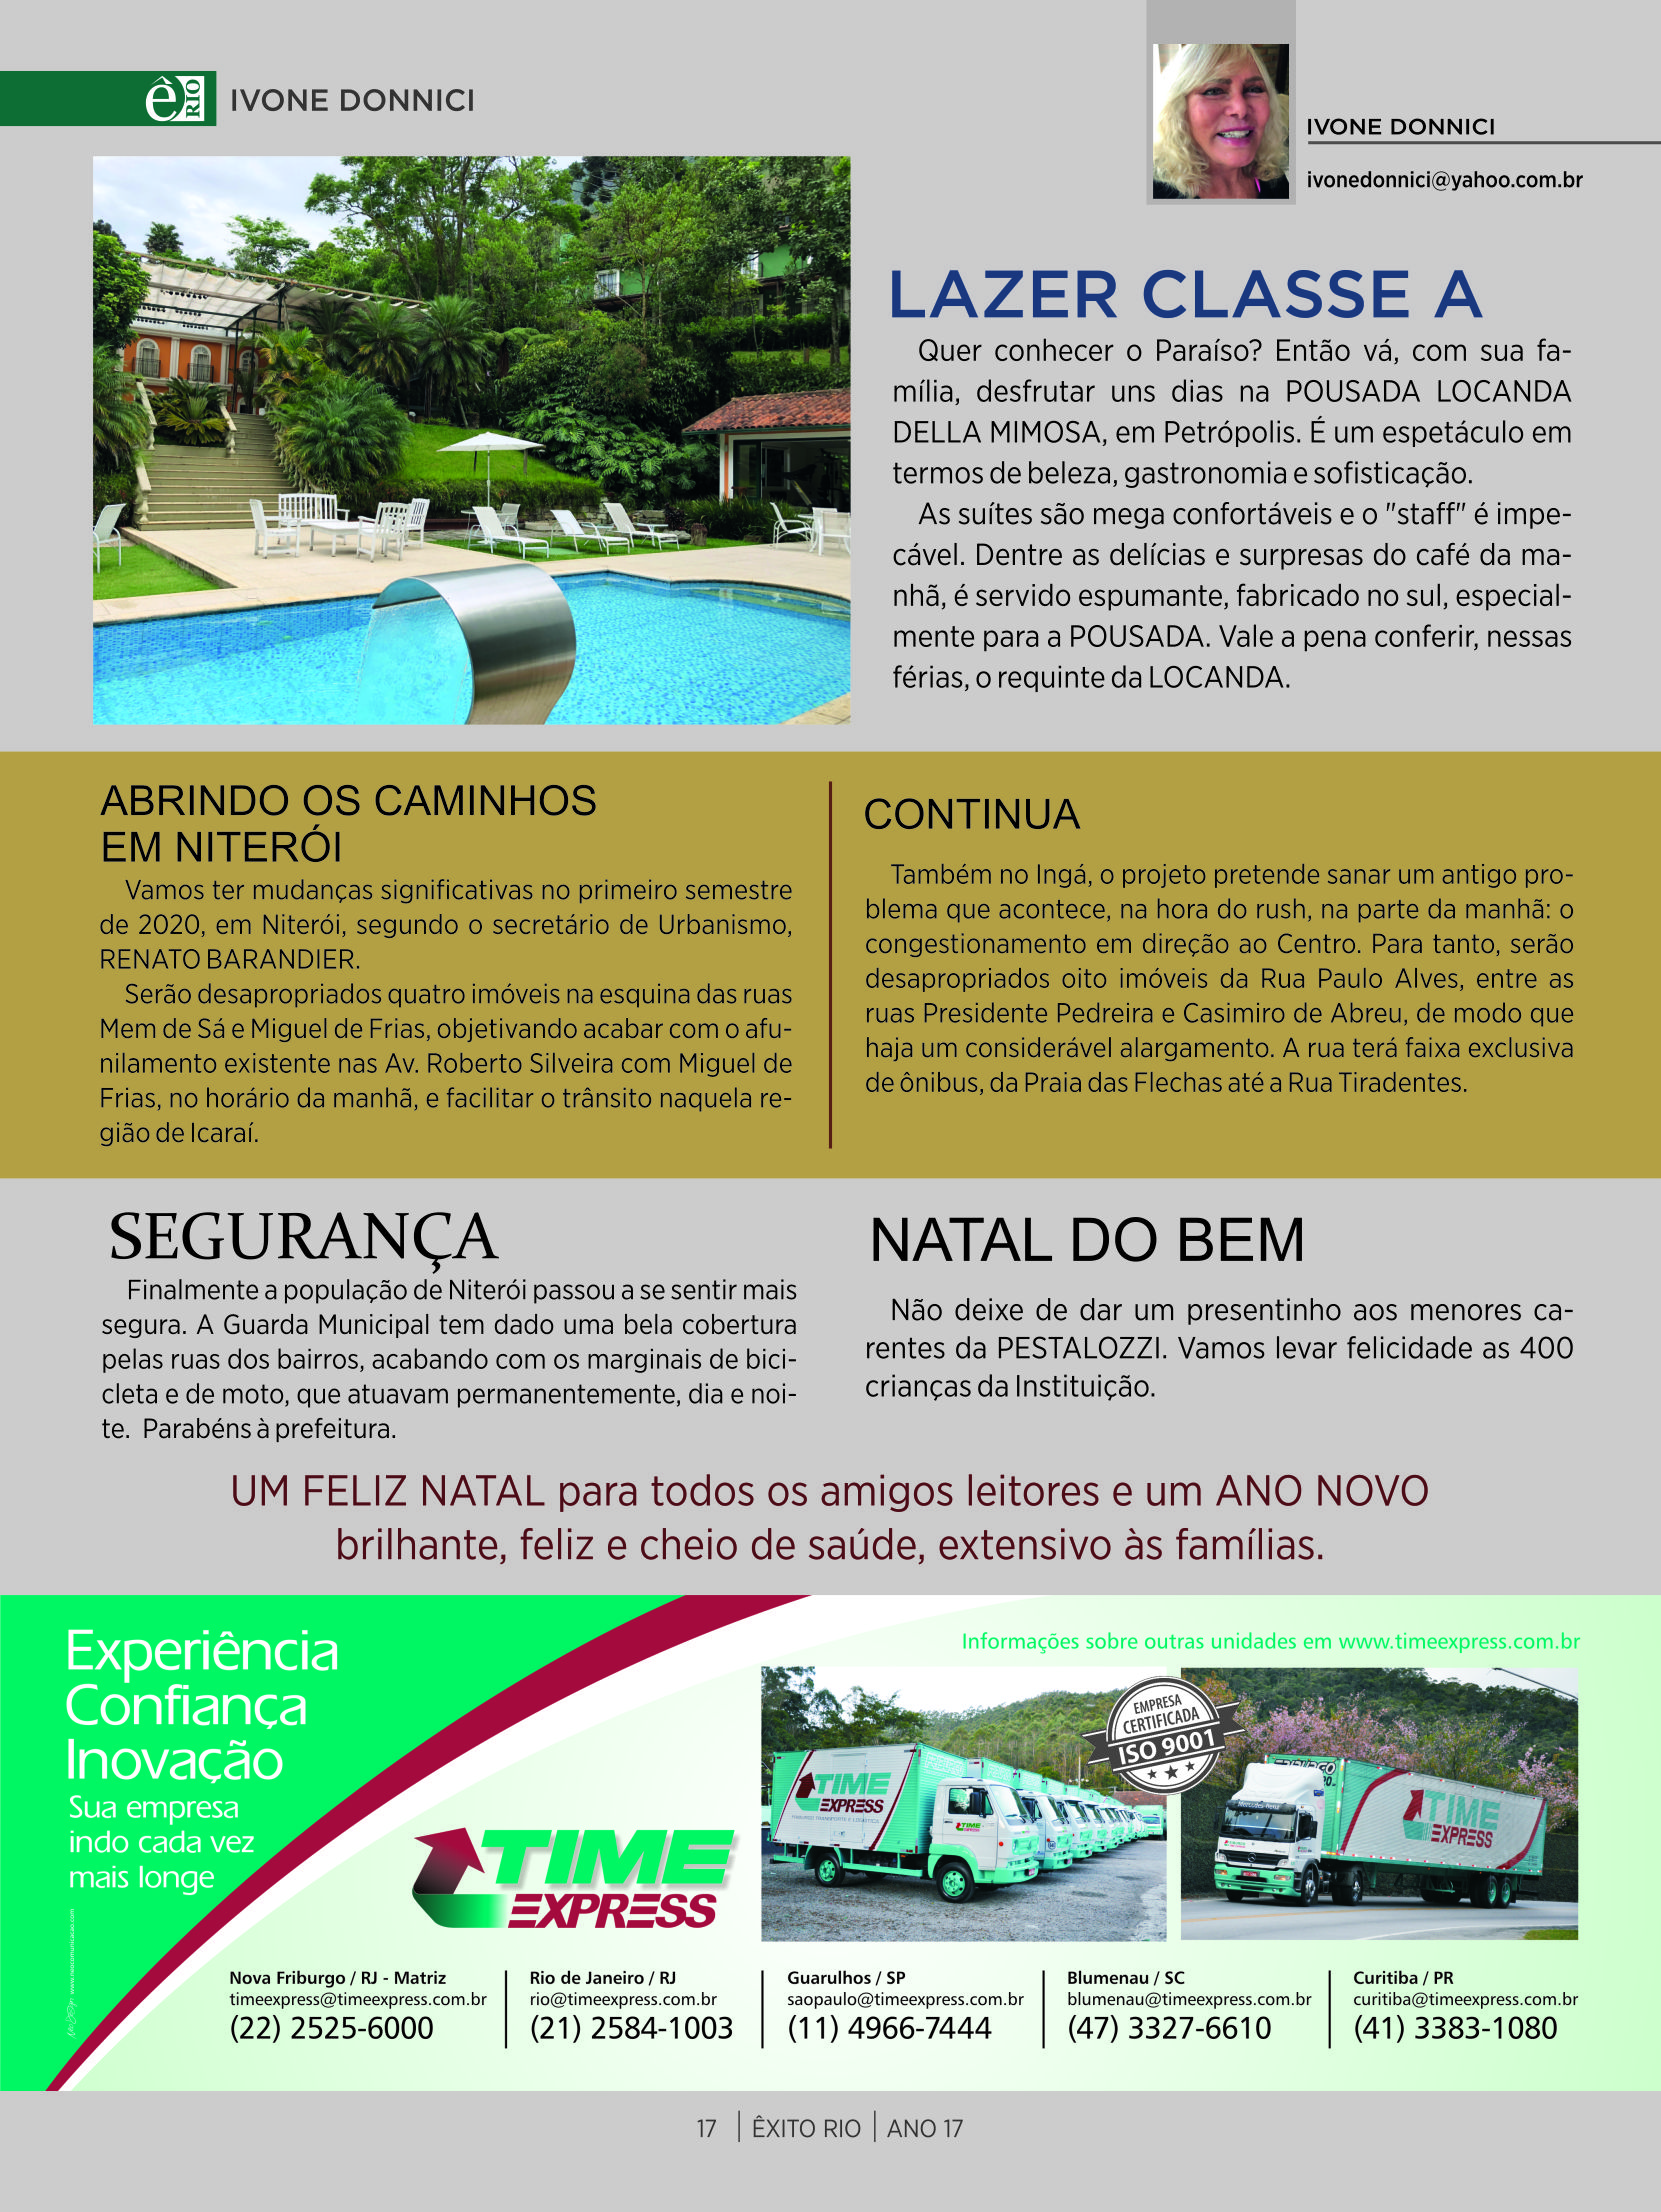 ê RIO
IVONE DONNICI
IVONE DONNICI
ivonedonnici@yahoo.com.br
LAZER CLASSE A
Quer conhecer o Paraíso? Então vá, com sua fa-
mília, desfrutar uns dias na POUSADA LOCANDA
DELLA MIMOSA, em Petrópolis. É um espetáculo em
termos de beleza, gastronomia e sofisticação.
As suítes são mega confortáveis e o "staff" é impe-
cável. Dentre as delícias e surpresas do café da ma-
nhã, é servido espumante, fabricado no sul, especial-
mente para a POUSADA. Vale a pena conferir, nessas
férias, o requinte da LOCANDA.
ABRINDO OS CAMINHOS
EM NITERÓI
Vamos ter mudanças significativas no primeiro semestre
de 2020, em Niterói, segundo o secretário de Urbanismo,
RENATO BARANDIER.
Serão desapropriados quatro imóveis na esquina das ruas
Mem de Sá e Miguel de Frias, objetivando acabar com o afu-
nilamento existente nas Av. Roberto Silveira com Miguel de
Frias, no horário da manhã, e facilitar o trânsito naquela re-
gião de Icaraí.
CONTINUA
Também no Ingá, o projeto pretende sanar um antigo pro-
blema que acontece, na hora do rush, na parte da manhã: o
congestionamento em direção ao Centro. Para tanto, serão
desapropriados oito imóveis da Rua Paulo Alves, entre as
ruas Presidente Pedreira e Casimiro de Abreu, de modo que
haja um considerável alargamento. A rua terá faixa exclusiva
de ônibus, da Praia das Flechas até a Rua Tiradentes.
SEGURANÇA
Finalmente a população de Niterói passou a se sentir mais
segura. A Guarda Municipal tem dado uma bela cobertura
pelas ruas dos bairros, acabando com os marginais de bici-
cleta e de moto, que atuavam permanentemente, dia e noi-
te. Parabéns à prefeitura.
NATAL DO BEM
Não deixe de dar um presentinho aos menores ca-
rentes da PESTALOZZI. Vamos levar felicidade as 400
crianças da Instituição.
UM FELIZ NATAL para todos os amigos leitores e um ANO NOVO
brilhante, feliz e cheio de saúde, extensivo às famílias.
Experiência
Confiança
Inovação
Sua empresa
indo cada vez
mais longe
Informações sobre outras unidades em www.timeexpress.com.br
EMPRESA
CERTIFICADA
ISO 9001
TIME
EXPRESS
TIME
EXPRESS
TIME
EXPRESS
Mercedes-Benz
TIME
EXPRESS
Nova Friburgo / RJ - Matriz
timeexpress@timeexpress.com.br
(22) 2525-6000
Rio de Janeiro / RJ
rio@timeexpress.com.br
(21) 2584-1003
Guarulhos / SP
saopaulo@timeexpress.com.br
(11) 4966-7444
Blumenau / SC
blumenau@timeexpress.com.br
(47) 3327-6610
Curitiba / PR
curitiba@timeexpress.com.br
(41) 3383-1080
17 | ÊXITO RIO | ANO 17